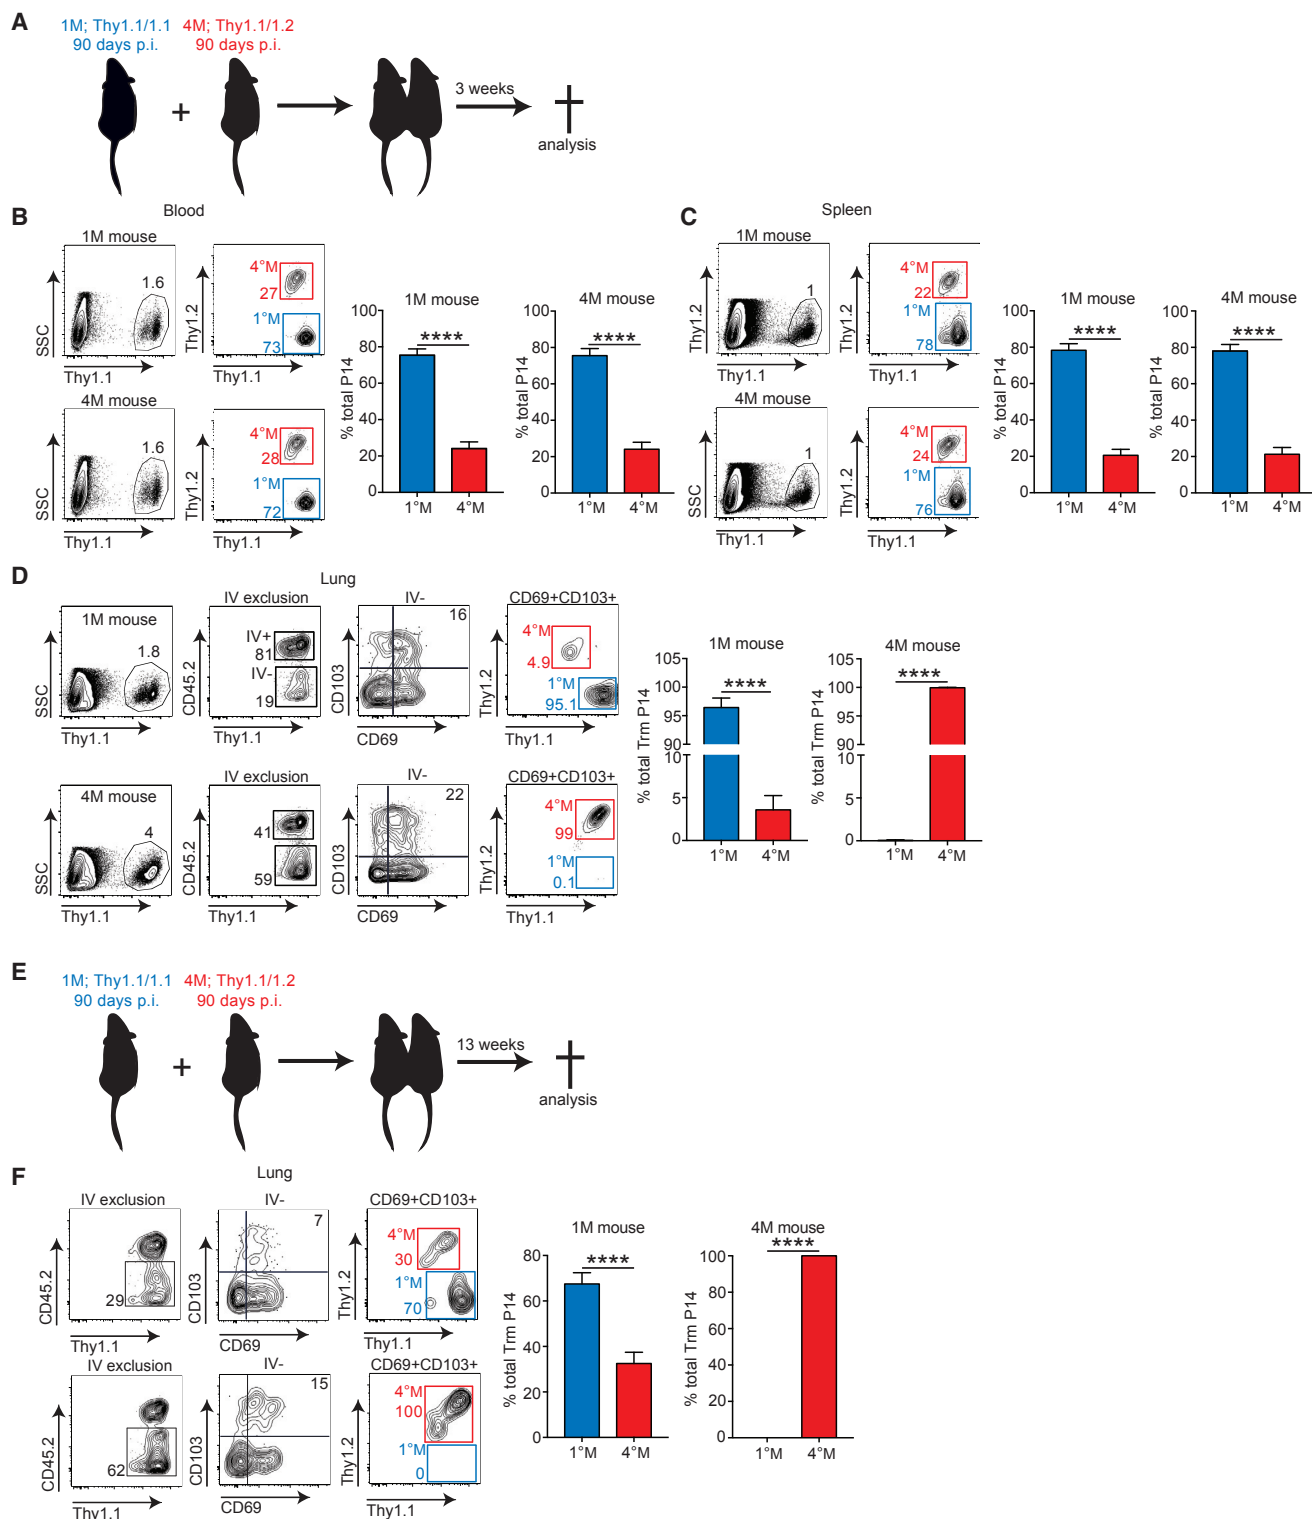 A
1M; Thy1.1/1.1
90 days p.i.
4M; Thy1.1/1.2
90 days p.i.
+
3 weeks
analysis
B
Blood
1M mouse
1.6
SSC
Thy1.1
4°M
27
1°M
73
Thy1.2
Thy1.1
4M mouse
1.6
SSC
Thy1.1
4°M
28
1°M
72
Thy1.2
Thy1.1
1M mouse
****
% total P14
100
80
60
40
20
0
1°M 4°M
4M mouse
****
% total P14
100
80
60
40
20
0
1°M 4°M
C
Spleen
1M mouse
1
Thy1.2
Thy1.1
4°M
22
1°M
78
Thy1.2
Thy1.1
4M mouse
1
SSC
Thy1.1
4°M
24
1°M
76
Thy1.2
Thy1.1
1M mouse
****
% total P14
100
80
60
40
20
0
1°M 4°M
4M mouse
****
% total P14
100
80
60
40
20
0
1°M 4°M
D
Lung
1M mouse
1.8
SSC
Thy1.1
IV exclusion
IV+
81
IV-
19
CD45.2
Thy1.1
IV-
16
CD103
CD69
CD69+CD103+
4°M
4.9
1°M
95.1
Thy1.2
Thy1.1
4M mouse
4
SSC
Thy1.1
IV exclusion
41
59
CD45.2
Thy1.1
IV-
22
CD103
CD69
CD69+CD103+
4°M
99
1°M
0.1
Thy1.2
Thy1.1
1M mouse
****
% total Trm P14
105
100
95
90
10
5
0
1°M 4°M
4M mouse
****
% total Trm P14
105
100
95
90
10
5
0
1°M 4°M
E
1M; Thy1.1/1.1
90 days p.i.
4M; Thy1.1/1.2
90 days p.i.
+
13 weeks
analysis
F
Lung
IV exclusion
29
CD45.2
Thy1.1
IV-
7
CD103
CD69
CD69+CD103+
4°M
30
1°M
70
Thy1.2
Thy1.1
IV exclusion
62
CD45.2
Thy1.1
IV-
15
CD103
CD69
CD69+CD103+
4°M
100
1°M
0
Thy1.2
Thy1.1
1M mouse
****
% total Trm P14
80
60
40
20
0
1°M 4°M
4M mouse
****
% total Trm P14
100
80
60
40
20
0
1°M 4°M